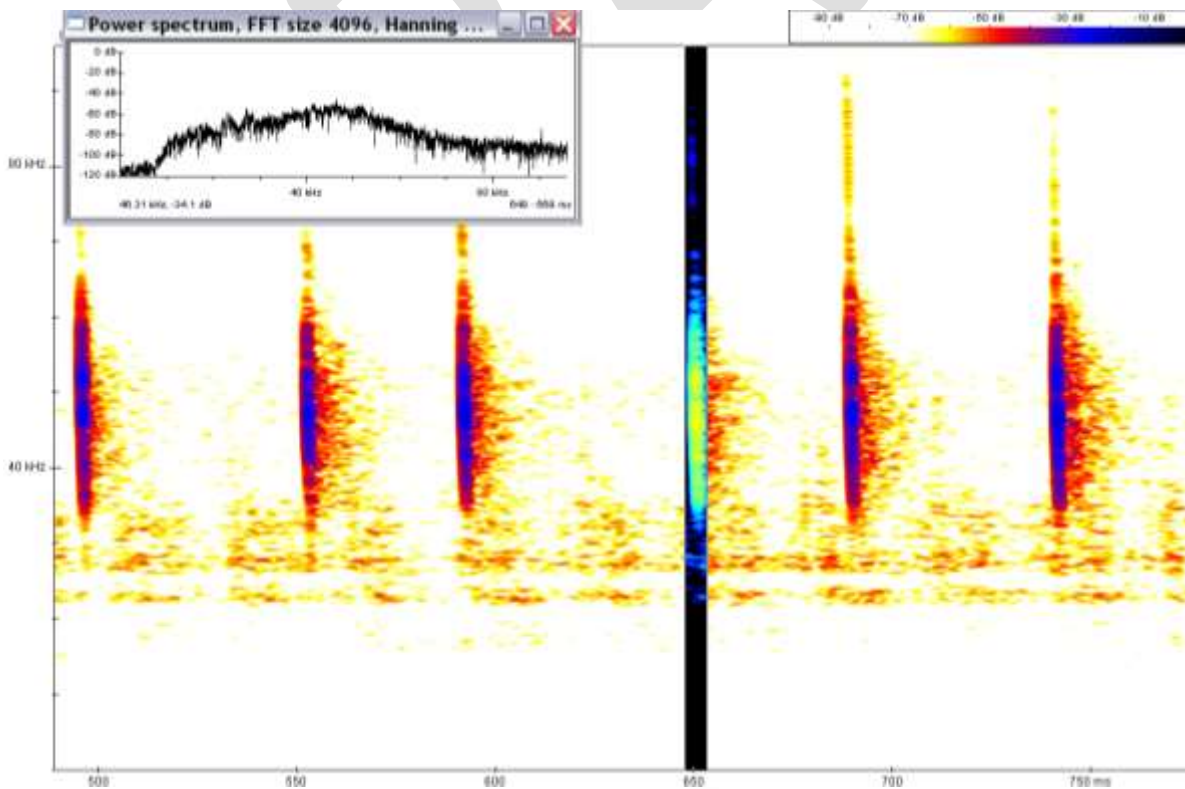 Power spectrum, FFT size 4096, Hanning ...
0 dB
-20 dB
-40 dB
-60 dB
-80 dB
-100 dB
-120 dB
40 kHz
80 kHz
-70 dB
-50 dB
-30 dB
-10 dB
80 kHz
40 kHz
500
550
600
650
700
750 ms